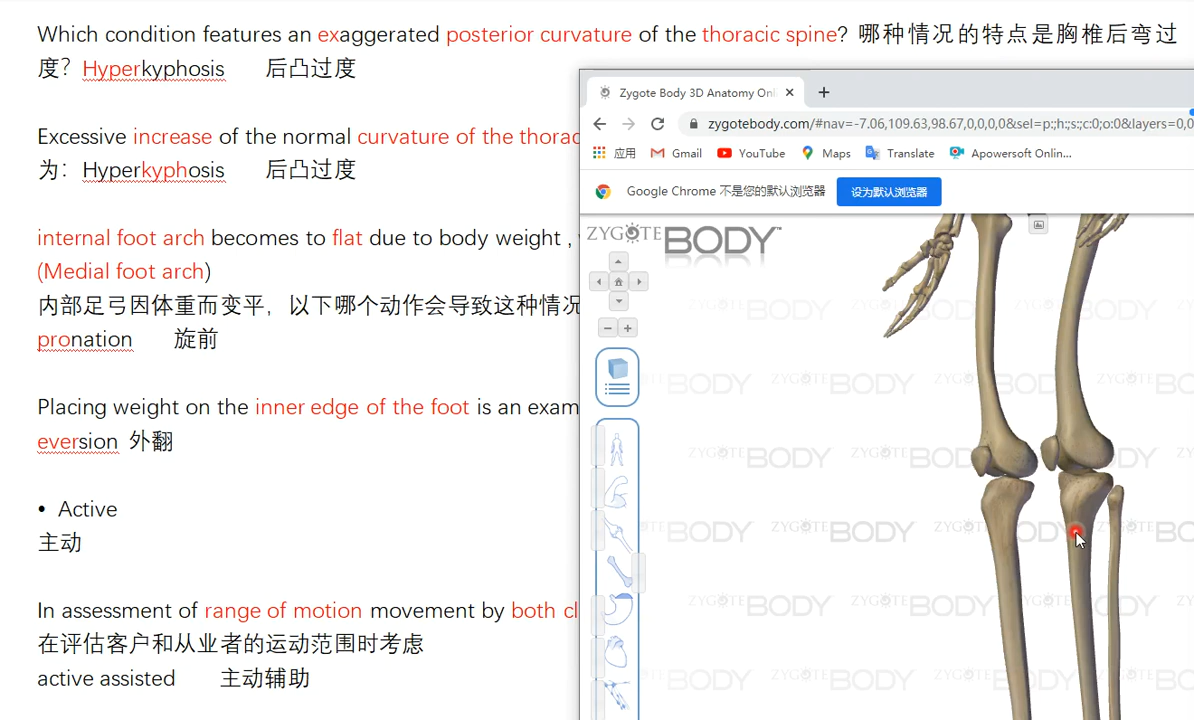 Which condition features an exaggerated posterior curvature of the thoracic spine? 哪种情况的特点是胸椎后弯过
度？Hyperkyphosis 后凸过度
Excessive increase of the normal curvature of the thorac
为：Hyperkyphosis 后凸过度
internal foot arch becomes to flat due to body weight ,
(Medial foot arch)
内部足弓因体重而变平，以下哪个动作会导致这种情况
pronation 旋前
Placing weight on the inner edge of the foot is an exam
eversion 外翻
• Active
主动
In assessment of range of motion movement by both cl
在评估客户和从业者的运动范围时考虑
active assisted 主动辅助
Zygote Body 3D Anatomy Onl
zygotebody.com/#nav=-7.06,109.63,98.67,0,0,0,0&sel=p:;h:;s:;c:0;o:0&layers=0,0
应用 Gmail YouTube Maps Translate Apowersoft Onlin...
Google Chrome 不是您的默认浏览器 设为默认浏览器
ZYGOTE BODY™